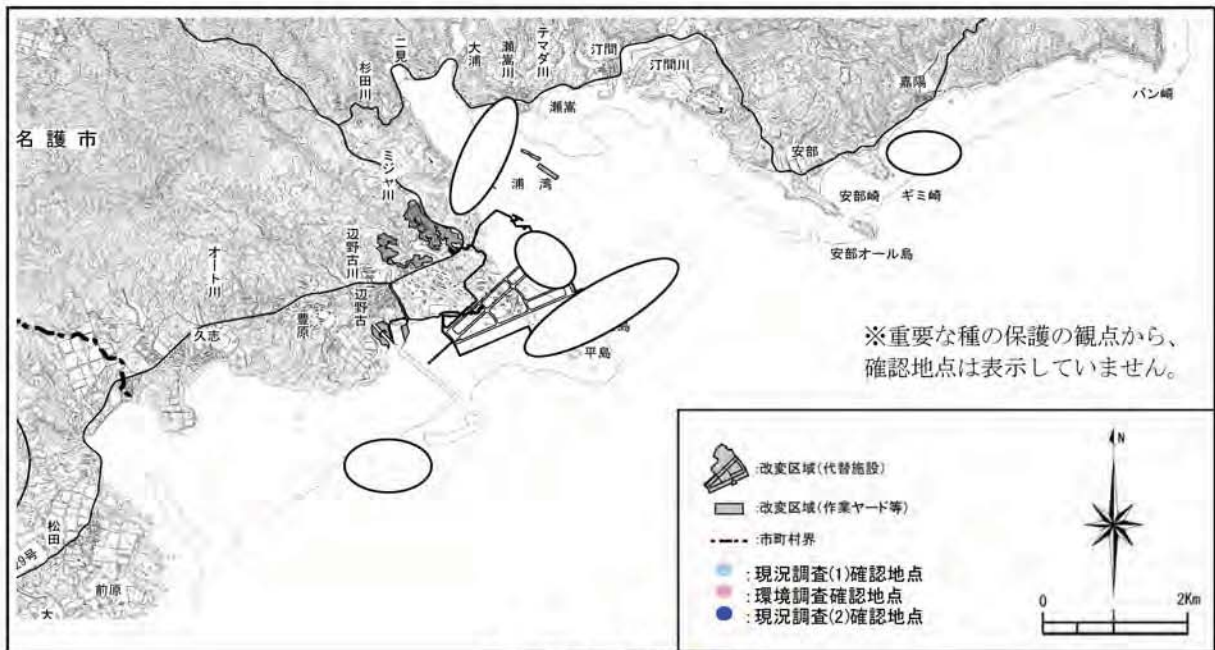 名護市
杉田川
二見
大浦
瀬嵩川
テマダ川
汀間
汀間川
瀬嵩
嘉陽
バン崎
安部
安部崎
ギミ崎
安部オール島
浦湾
ミジャ川
辺野古川
辺野古
オート川
久志
豊原
島
平島
松田
前原
大
29号
※重要な種の保護の観点から、
確認地点は表示していません。
:改変区域(代替施設)
:改変区域(作業ヤード等)
:市町村界
:現況調査(1)確認地点
:環境調査確認地点
:現況調査(2)確認地点
N
0 2Km